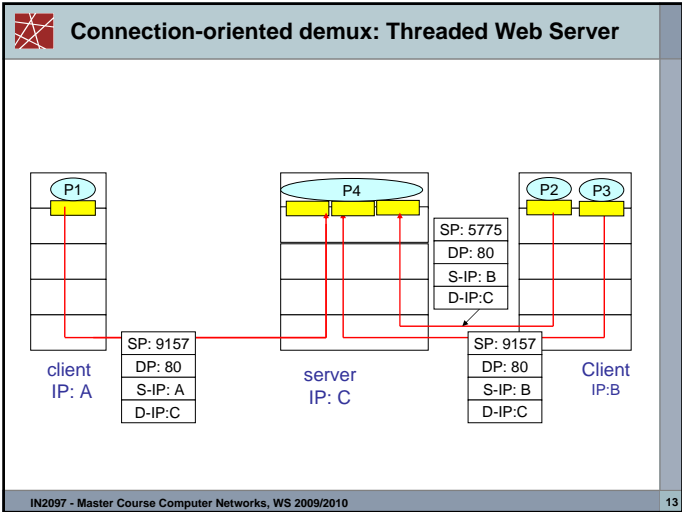 Connection-oriented demux: Threaded Web Server
P1
P4
P2
P3
SP: 5775
DP: 80
S-IP: B
D-IP:C
SP: 9157
DP: 80
S-IP: A
D-IP:C
SP: 9157
DP: 80
S-IP: B
D-IP:C
client
IP: A
server
IP: C
Client
IP:B
IN2097 - Master Course Computer Networks, WS 2009/2010
13